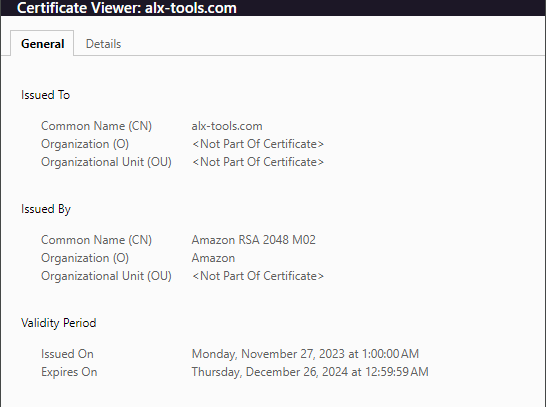 Certificate Viewer: alx-tools.com
General Details
Issued To
Common Name (CN) alx-tools.com
Organization (O) <Not Part Of Certificate>
Organizational Unit (OU) <Not Part Of Certificate>
Issued By
Common Name (CN) Amazon RSA 2048 M02
Organization (O) Amazon
Organizational Unit (OU) <Not Part Of Certificate>
Validity Period
Issued On Monday, November 27, 2023 at 1:00:00 AM
Expires On Thursday, December 26, 2024 at 12:59:59 AM